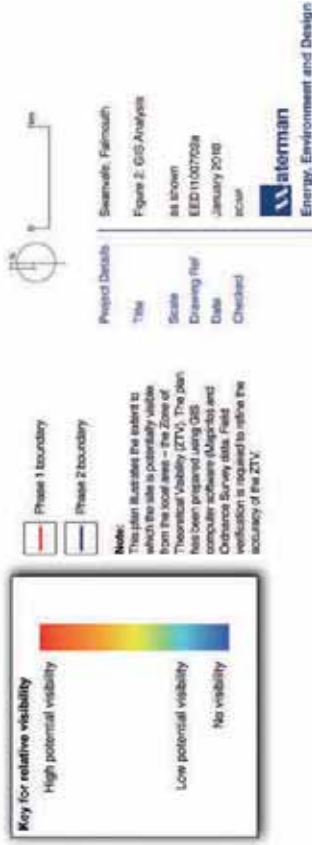 Key for relative visibility
High potential visibility
Low potential visibility
No visibility
Phase 1 boundary
Phase 2 boundary
Note:
This plan illustrates the extent to
which the site is potentially visible
from the local area – the Zone of
Theoretical Visibility (ZTV). The plan
has been prepared using GIS
computer software (MapInfo) and
Ordnance Survey data. Field
verification is required to refine the
accuracy of the ZTV.
0
1km
Project Details
Swanvale, Falmouth
Title
Figure 2: GIS Analysis
Scale
as shown
Drawing Ref
Date
January 2010
Checked
Waterman
Energy, Environment and Design